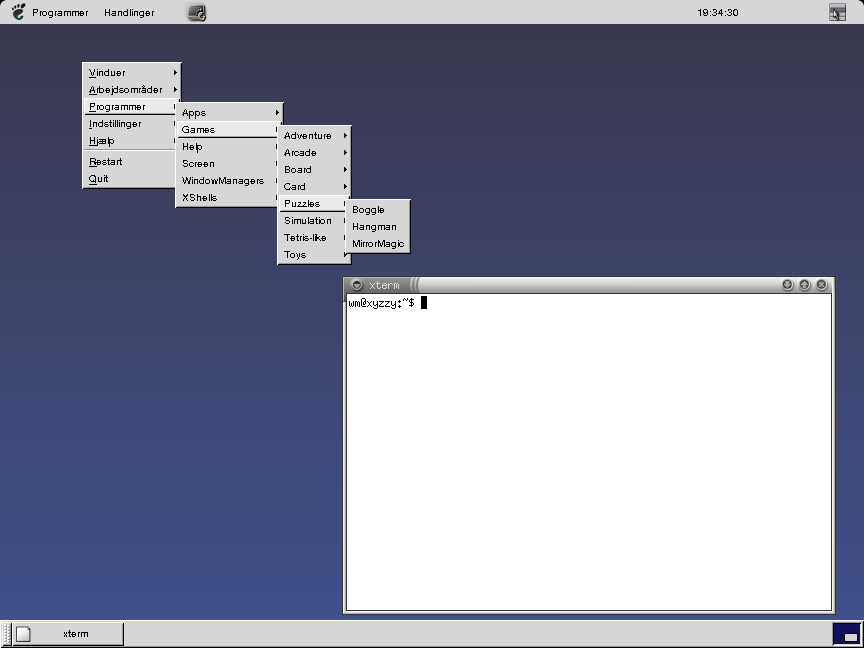 Programmer Handlinger 19:34:30
Vinduer
Arbejdsområder
Programmer
Indstillinger
Hjælp
Restart
Quit
Apps
Games
Help
Screen
WindowManagers
XShells
Adventure
Arcade
Board
Card
Puzzles
Simulation
Tetris-like
Toys
Boggle
Hangman
MirrorMagic
xterm
wm@xyzzy:~$
xterm